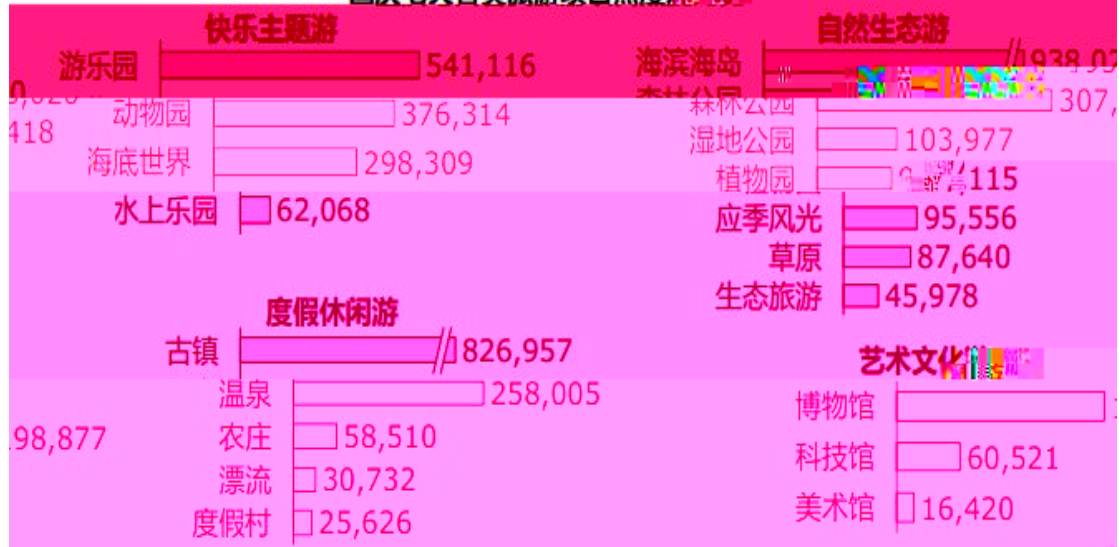 快乐主题游
游乐园 541,116
动物园 376,314
海底世界 298,309
水上乐园 62,068
度假休闲游
古镇 826,957
温泉 258,005
农庄 58,510
漂流 30,732
度假村 25,626
自然生态游
海滨海岛
森林公园 307,
湿地公园 103,977
植物园 115
应季风光 95,556
草原 87,640
生态旅游 45,978
艺术文化
博物馆
科技馆 60,521
美术馆 16,420
418
98,877